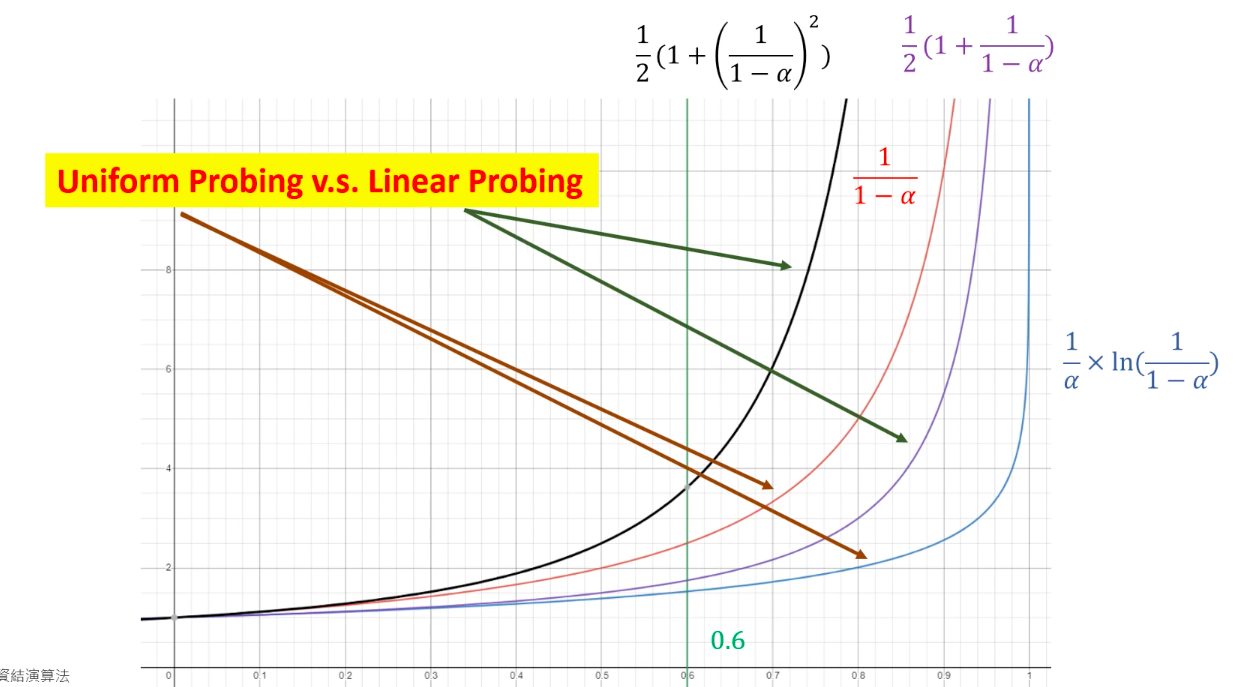 1/2(1 + (1/(1 − α))²)
1/2(1 + 1/(1 − α))
Uniform Probing v.s. Linear Probing
1/(1 − α)
8
6
1/α × ln(1/(1 − α))
4
2
0.6
0
0.1
0.2
0.3
0.4
0.5
0.6
0.7
0.8
0.9
1
資結演算法